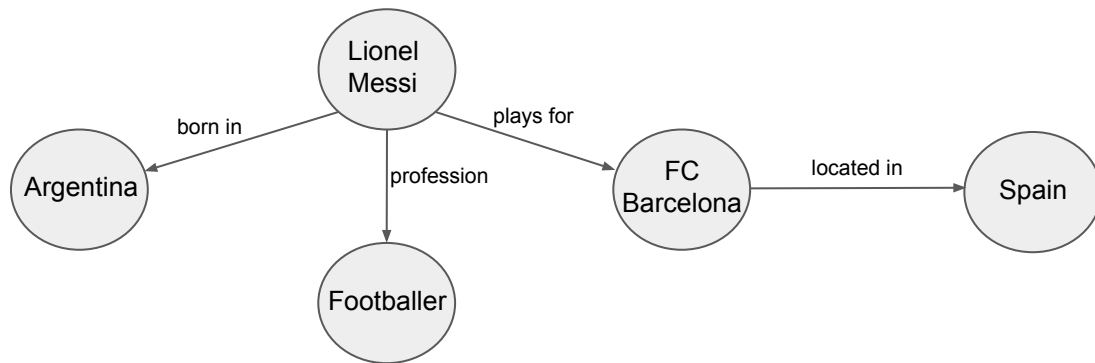 Lionel
Messi
born in
plays for
Argentina
profession
FC
Barcelona
located in
Spain
Footballer